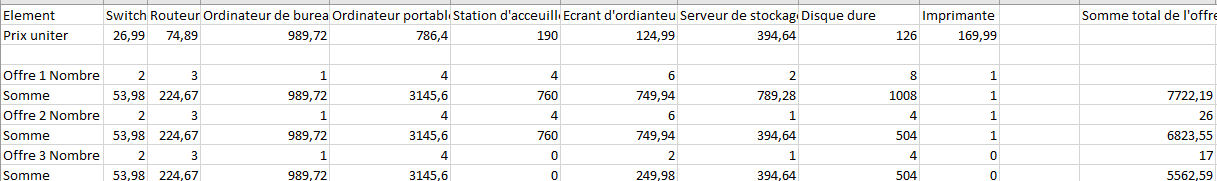 Element Switch Routeur Ordinateur de burea Ordinateur portabl Station d'acceuill Ecrant d'ordianteu Serveur de stockag Disque dure Imprimante Somme total de l'offre
Prix uniter 26,99 74,89 989,72 786,4 190 124,99 394,64 126 169,99
Offre 1 Nombre 2 3 1 4 4 6 2 8 1
Somme 53,98 224,67 989,72 3145,6 760 749,94 789,28 1008 1 7722,19
Offre 2 Nombre 2 3 1 4 4 6 1 4 1 26
Somme 53,98 224,67 989,72 3145,6 760 749,94 394,64 504 1 6823,55
Offre 3 Nombre 2 3 1 4 0 2 1 4 0 17
Somme 53,98 224,67 989,72 3145,6 0 249,98 394,64 504 0 5562,59